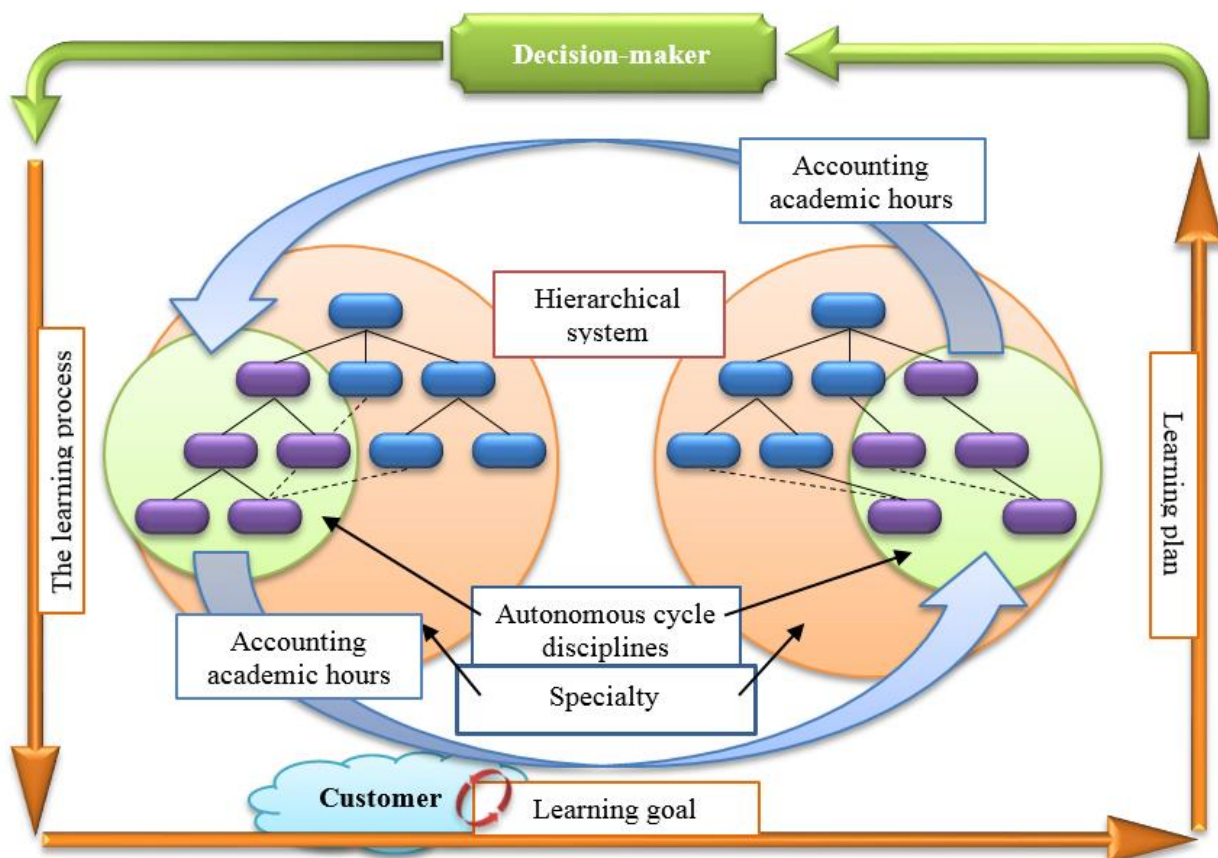 Decision-maker
Accounting
academic hours
Hierarchical
system
The learning process
Learning plan
Autonomous cycle
disciplines
Accounting
academic hours
Specialty
Customer
Learning goal